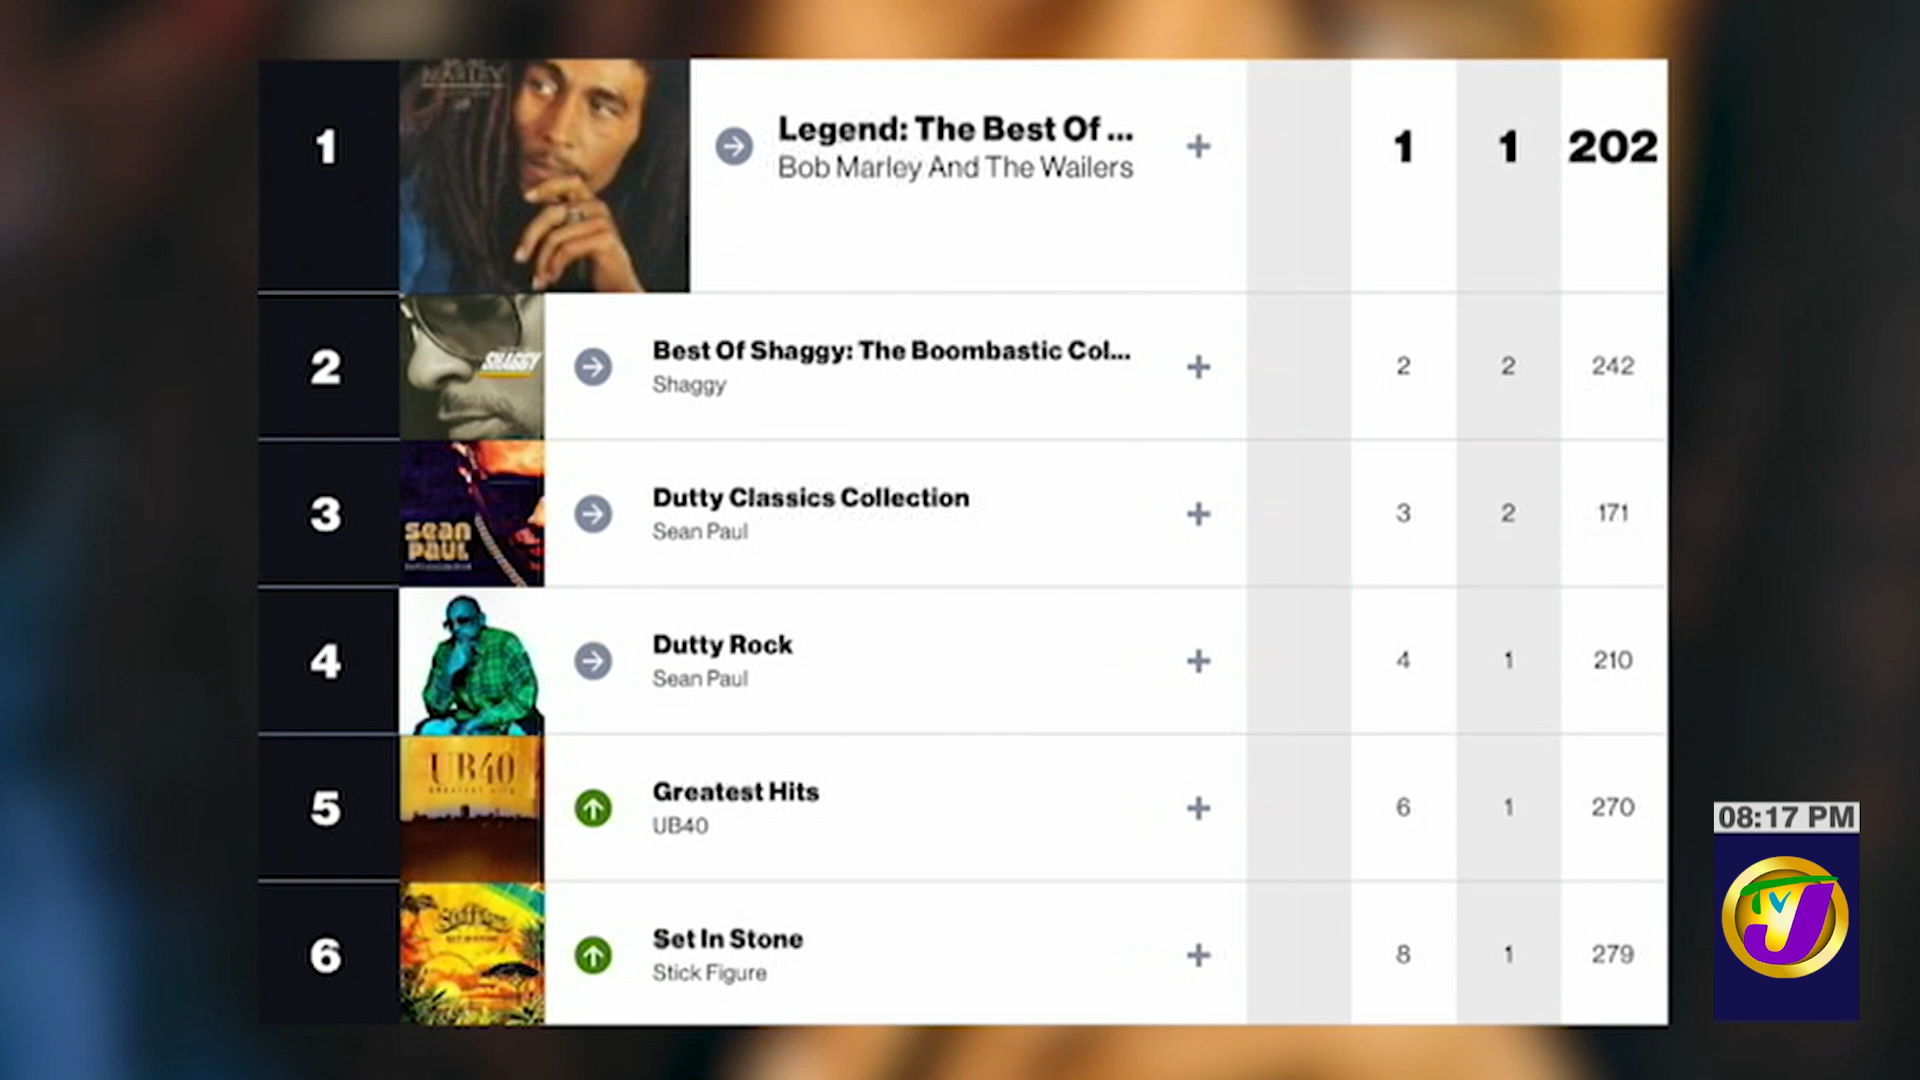 1
Legend: The Best Of ...
Bob Marley And The Wailers
1
1
202
2
SHAGGY
Best Of Shaggy: The Boombastic Col...
Shaggy
2
2
242
3
Sean
Paul
Dutty Classics Collection
Sean Paul
3
2
171
4
Dutty Rock
Sean Paul
4
1
210
5
UB40
GREATEST HITS
Greatest Hits
UB40
6
1
270
6
Set In Stone
Stick Figure
8
1
279
08:17 PM
TVJ